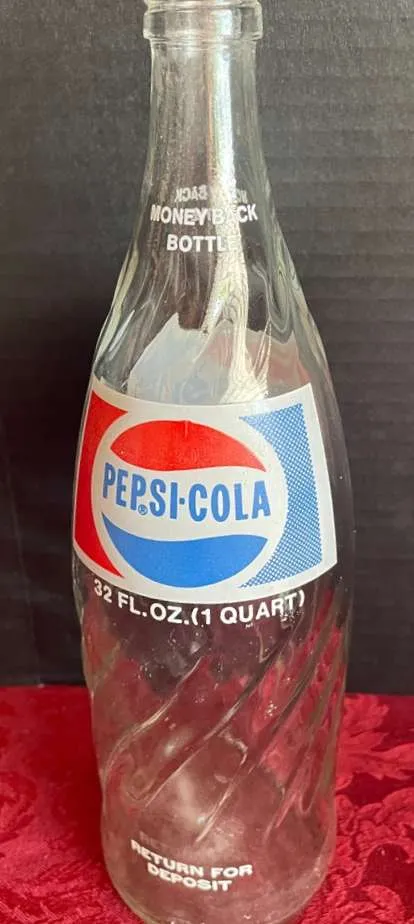 MONEY BACK
BOTTLE
PEPSI-COLA®
32 FL.OZ.(1 QUART)
RETURN FOR
DEPOSIT